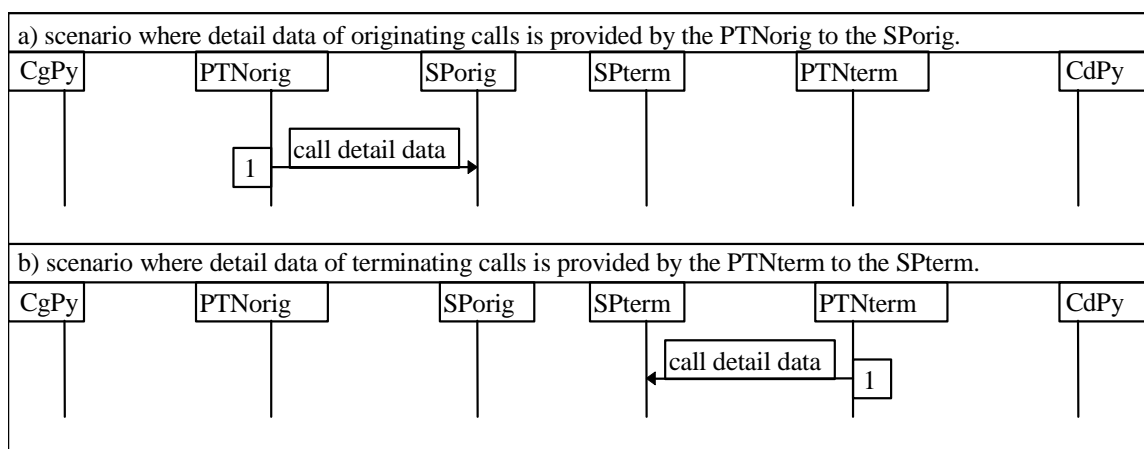 a) scenario where detail data of originating calls is provided by the PTNorig to the SPorig.
CgPy PTNorig SPorig SPterm PTNterm CdPy
call detail data
1
b) scenario where detail data of terminating calls is provided by the PTNterm to the SPterm.
CgPy PTNorig SPorig SPterm PTNterm CdPy
call detail data
1